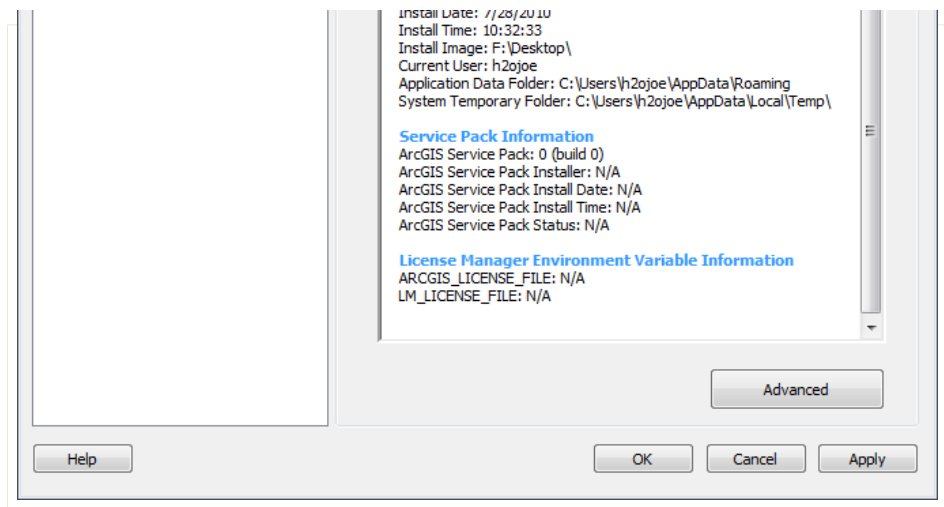 Install Date: 7/28/2010
Install Time: 10:32:33
Install Image: F:\Desktop\
Current User: h2ojoe
Application Data Folder: C:\Users\h2ojoe\AppData\Roaming
System Temporary Folder: C:\Users\h2ojoe\AppData\Local\Temp\
Service Pack Information
ArcGIS Service Pack: 0 (build 0)
ArcGIS Service Pack Installer: N/A
ArcGIS Service Pack Install Date: N/A
ArcGIS Service Pack Install Time: N/A
ArcGIS Service Pack Status: N/A
License Manager Environment Variable Information
ARCGIS_LICENSE_FILE: N/A
LM_LICENSE_FILE: N/A
Advanced
Help
OK
Cancel
Apply